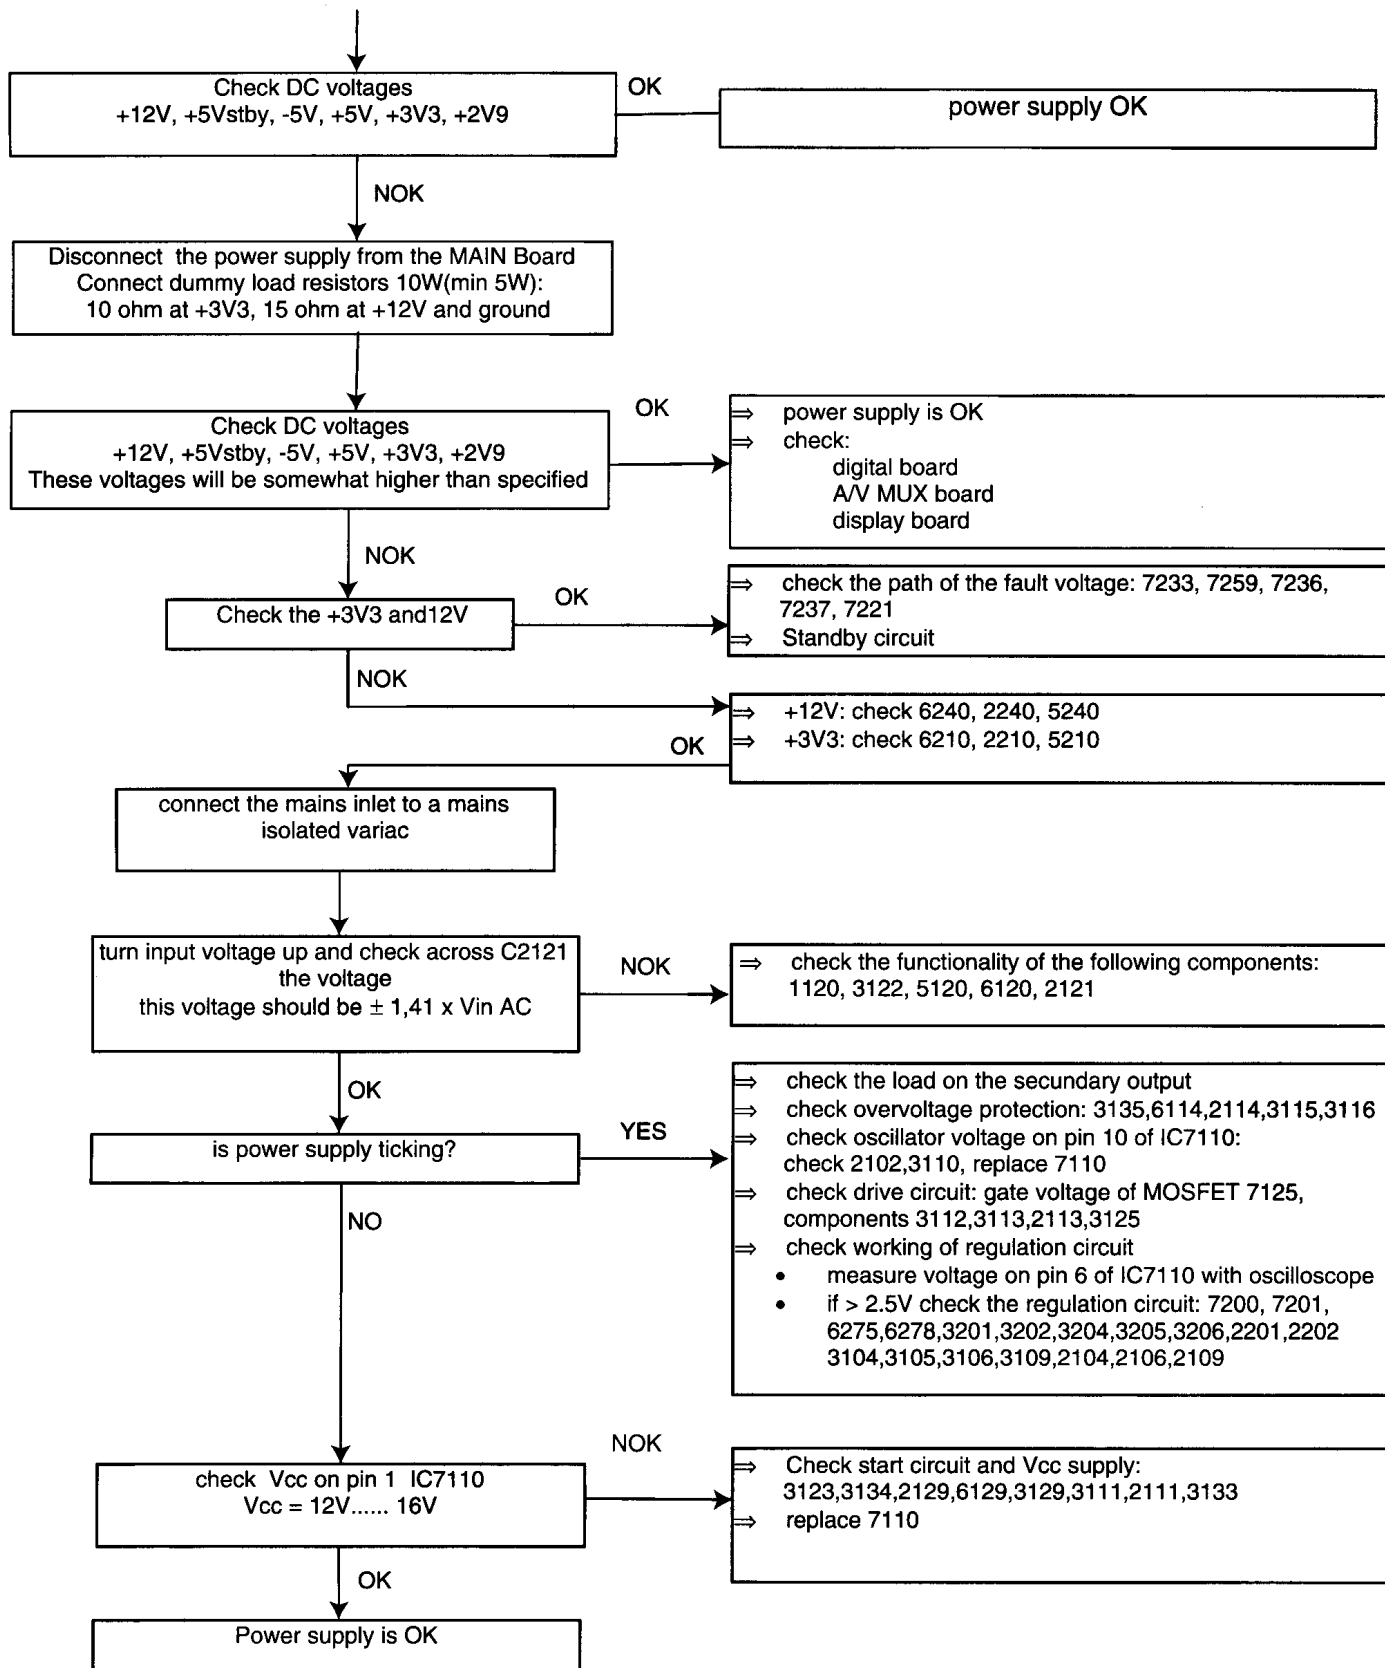 Check DC voltages
+12V, +5Vstby, -5V, +5V, +3V3, +2V9
OK
power supply OK
NOK
Disconnect the power supply from the MAIN Board
Connect dummy load resistors 10W(min 5W):
10 ohm at +3V3, 15 ohm at +12V and ground
Check DC voltages
+12V, +5Vstby, -5V, +5V, +3V3, +2V9
These voltages will be somewhat higher than specified
OK
⇒ power supply is OK
⇒ check:
digital board
A/V MUX board
display board
NOK
Check the +3V3 and12V
OK
⇒ check the path of the fault voltage: 7233, 7259, 7236,
7237, 7221
⇒ Standby circuit
NOK
⇒ +12V: check 6240, 2240, 5240
⇒ +3V3: check 6210, 2210, 5210
OK
connect the mains inlet to a mains
isolated variac
turn input voltage up and check across C2121
the voltage
this voltage should be ± 1,41 x Vin AC
NOK
⇒ check the functionality of the following components:
1120, 3122, 5120, 6120, 2121
OK
is power supply ticking?
YES
⇒ check the load on the secundary output
⇒ check overvoltage protection: 3135,6114,2114,3115,3116
⇒ check oscillator voltage on pin 10 of IC7110:
check 2102,3110, replace 7110
⇒ check drive circuit: gate voltage of MOSFET 7125,
components 3112,3113,2113,3125
⇒ check working of regulation circuit
• measure voltage on pin 6 of IC7110 with oscilloscope
• if > 2.5V check the regulation circuit: 7200, 7201,
6275,6278,3201,3202,3204,3205,3206,2201,2202
3104,3105,3106,3109,2104,2106,2109
NO
check Vcc on pin 1 IC7110
Vcc = 12V...... 16V
NOK
⇒ Check start circuit and Vcc supply:
3123,3134,2129,6129,3129,3111,2111,3133
⇒ replace 7110
OK
Power supply is OK